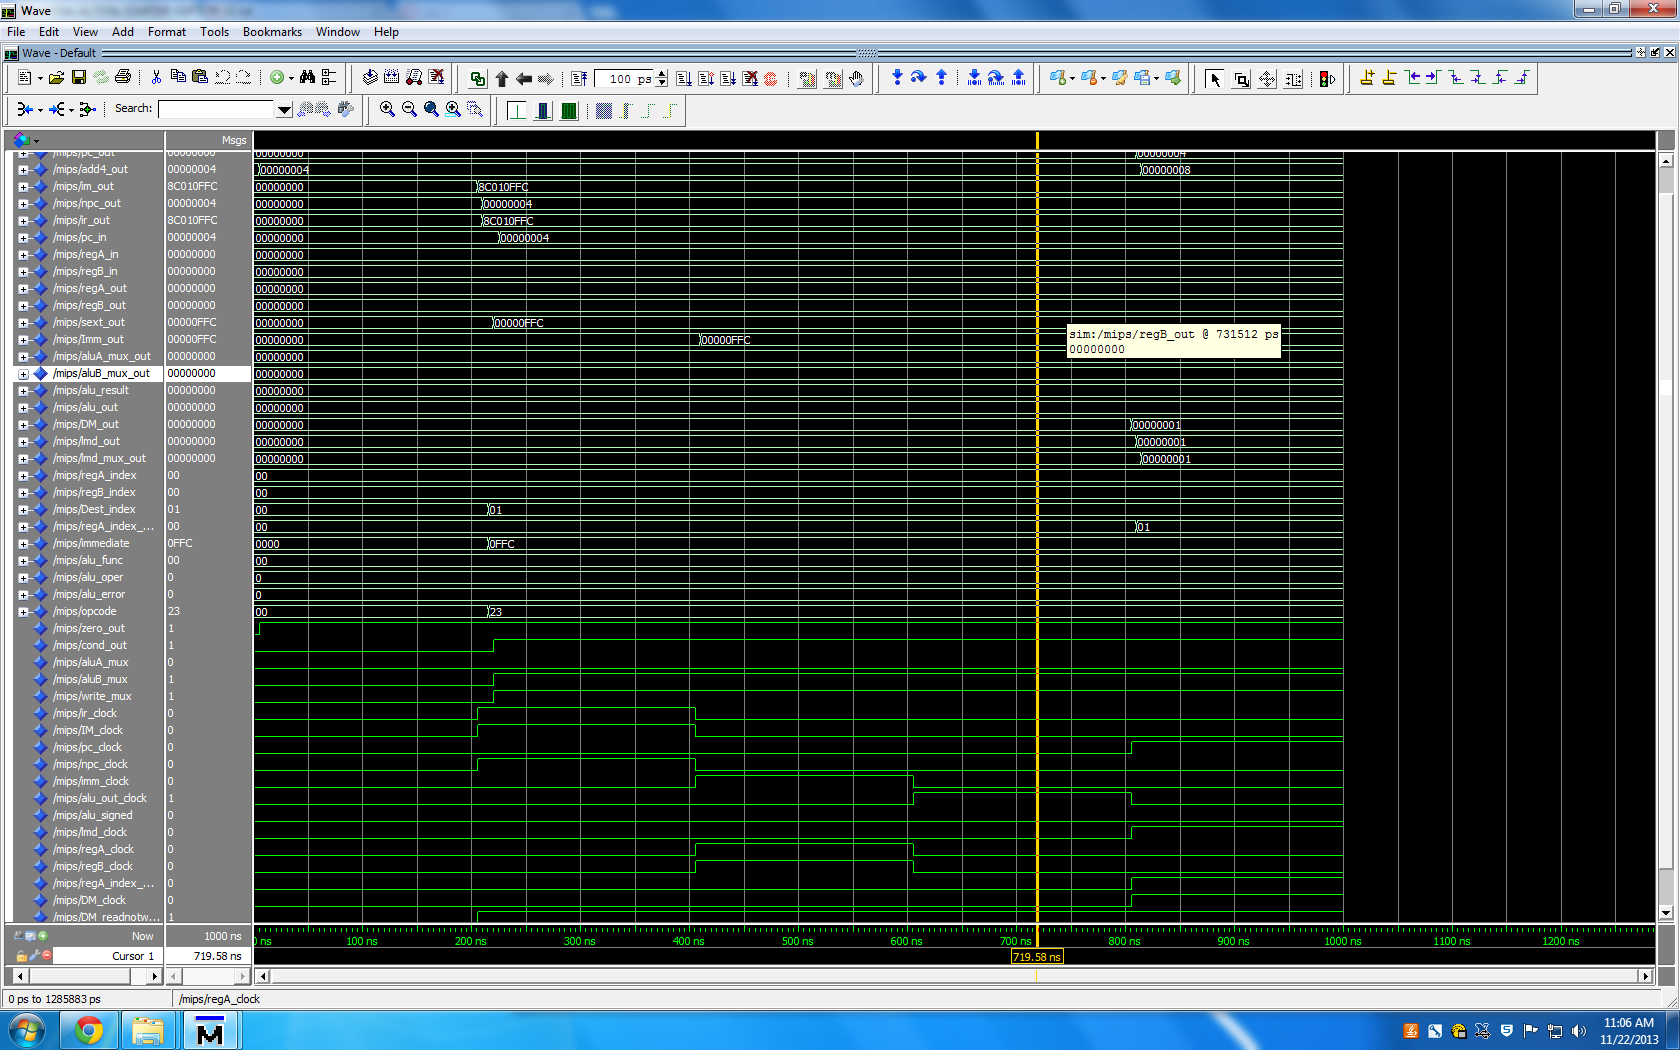 Wave
File Edit View Add Format Tools Bookmarks Window Help
Wave - Default
100 ps
Search:
Msgs
/mips/pc_out 00000000 00000000 00000004
/mips/add4_out 00000004 00000004 00000008
/mips/im_out 8C010FFC 00000000 8C010FFC
/mips/npc_out 00000004 00000000 00000004
/mips/ir_out 8C010FFC 00000000 8C010FFC
/mips/pc_in 00000004 00000000 00000004
/mips/regA_in 00000000 00000000
/mips/regB_in 00000000 00000000
/mips/regA_out 00000000 00000000
/mips/regB_out 00000000 00000000
/mips/sext_out 00000FFC 00000000 00000FFC
/mips/Imm_out 00000FFC 00000000 00000FFC
sim:/mips/regB_out @ 731512 ps
00000000
/mips/aluA_mux_out 00000000 00000000
/mips/aluB_mux_out 00000000 00000000
/mips/alu_result 00000000 00000000
/mips/alu_out 00000000 00000000
/mips/DM_out 00000000 00000000 00000001
/mips/lmd_out 00000000 00000000 00000001
/mips/lmd_mux_out 00000000 00000000 00000001
/mips/regA_index 00 00
/mips/regB_index 00 00
/mips/Dest_index 01 00 01
/mips/regA_index_... 00 00 01
/mips/immediate 0FFC 0000 0FFC
/mips/alu_func 00 00
/mips/alu_oper 0 0
/mips/alu_error 0 0
/mips/opcode 23 00 23
/mips/zero_out 1
/mips/cond_out 1
/mips/aluA_mux 0
/mips/aluB_mux 1
/mips/write_mux 1
/mips/ir_clock 0
/mips/IM_clock 0
/mips/pc_clock 0
/mips/npc_clock 0
/mips/imm_clock 0
/mips/alu_out_clock 1
/mips/alu_signed 0
/mips/lmd_clock 0
/mips/regA_clock 0
/mips/regB_clock 0
/mips/regA_index_... 0
/mips/DM_clock 0
/mips/DM_readnotw... 1
Now 1000 ns ns 100 ns 200 ns 300 ns 400 ns 500 ns 600 ns 700 ns 800 ns 900 ns 1000 ns 1100 ns 1200 ns
Cursor 1 719.58 ns 719.58 ns
0 ps to 1285883 ps /mips/regA_clock
M
11:06 AM
11/22/2013